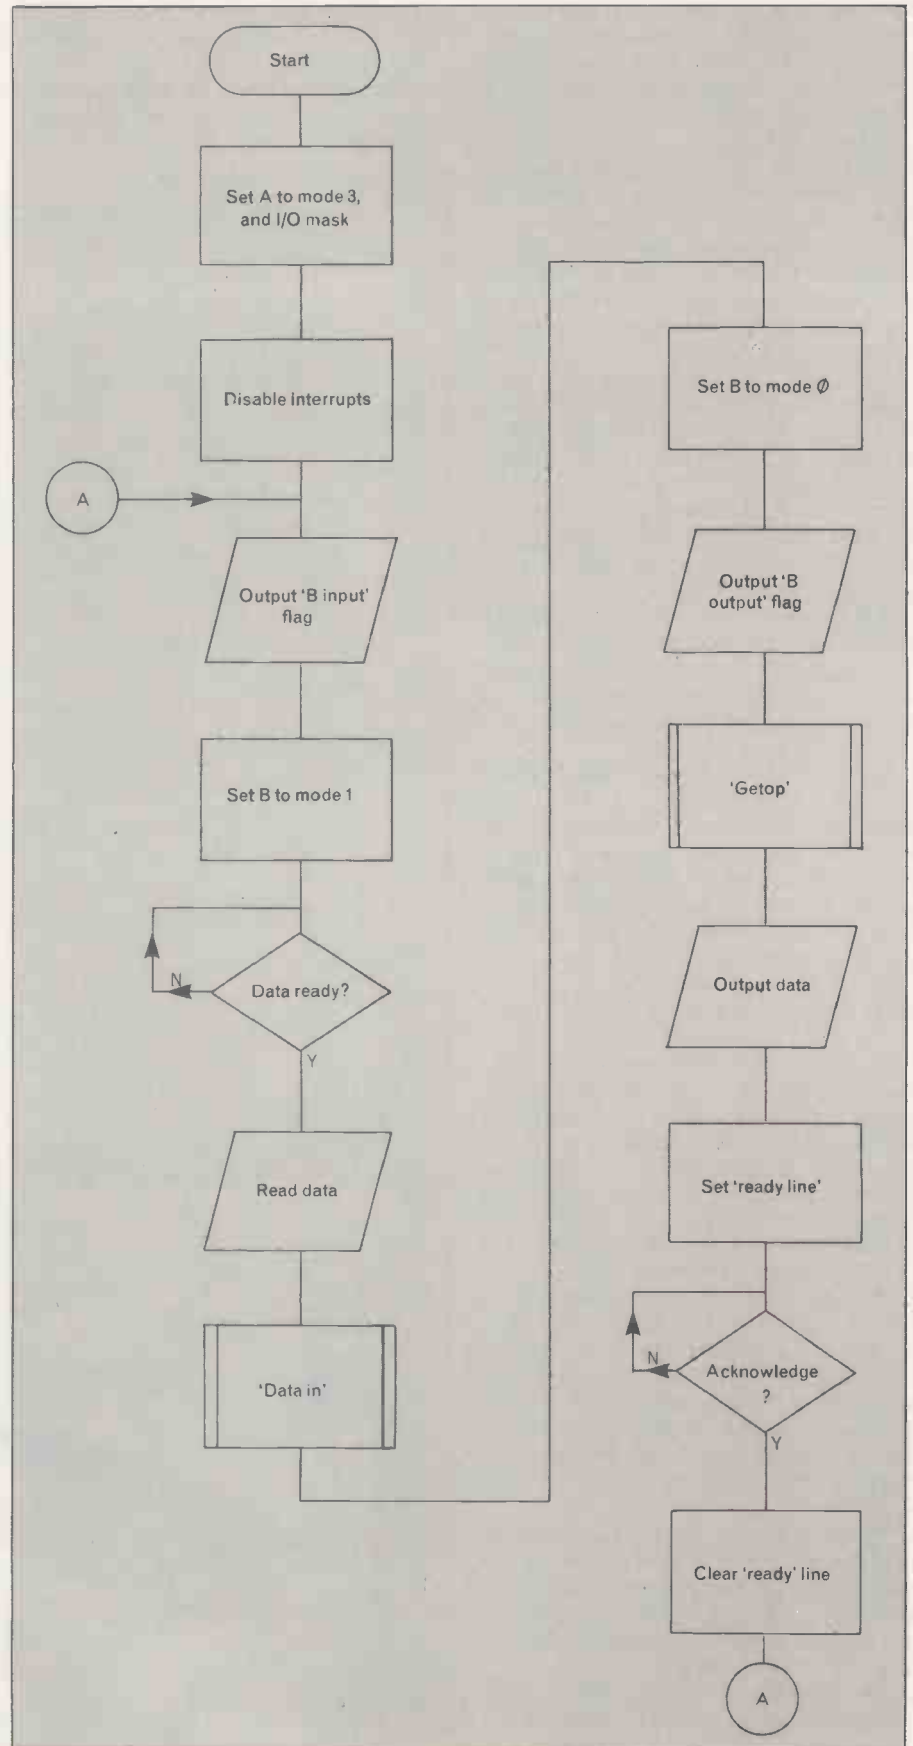 Start
Set A to mode 3,
and I/O mask
Disable interrupts
A
Output ‘B input’
flag
Set B to mode 1
N
Data ready?
Y
Read data
‘Data in’
Set B to mode Ø
Output ‘B
output’ flag
‘Getop’
Output data
Set ‘ready line’
N
Acknowledge
?
Y
Clear ‘ready’ line
A